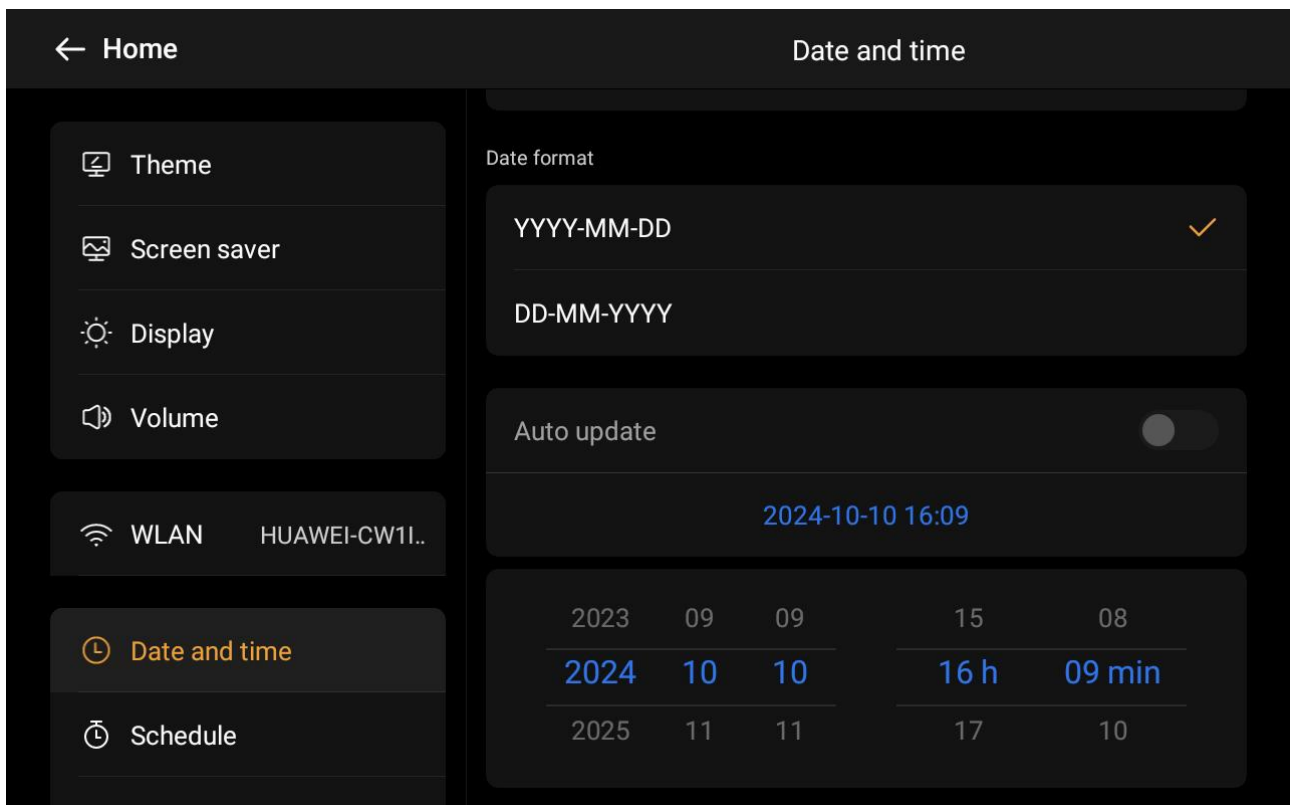 Home
Date and time
Theme
Screen saver
Display
Volume
WLAN HUAWEI-CW1I..
Date and time
Schedule
Date format
YYYY-MM-DD
DD-MM-YYYY
Auto update
2024-10-10 16:09
2023 09 09 15 08
2024 10 10 16 h 09 min
2025 11 11 17 10